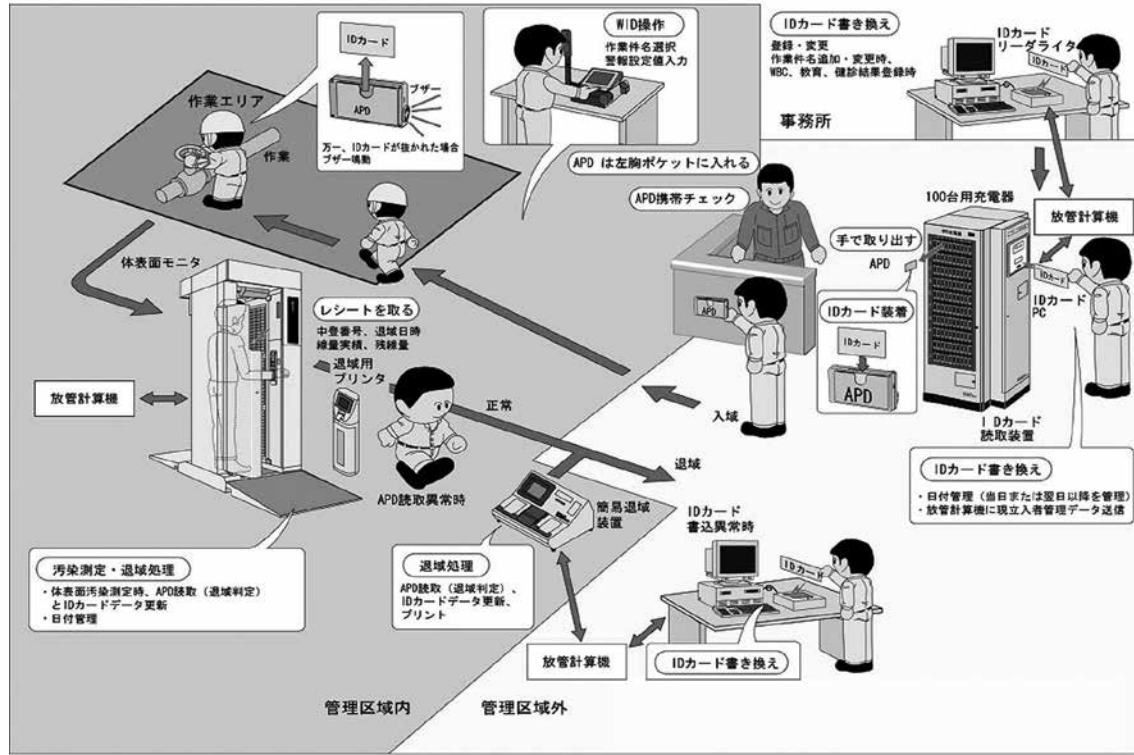 IDカード
ブザー
APD
万一、IDカードが抜かれた場合
ブザー鳴動
WID操作
作業件名選択
警報設定値入力
IDカード書き換え
登録・変更
作業件名追加・変更時、
WBC、教育、健診結果登録時
IDカード
リーダライタ
IDカード
事務所
作業エリア
作業
APD は左胸ポケットに入れる
APD携帯チェック
APD
100台用充電器
放管計算機
手で取り出す
APD
IDカード
IDカード
PC
IDカード装着
IDカード
APD
IDカード
読取装置
IDカード書き換え
・日付管理（当日または翌日以降を管理）
・放管計算機に現立入者管理データ送信
体表面モニタ
レシートを取る
中登番号、退域日時
線量実績、残線量
退域用
プリンタ
放管計算機
正常
入域
退域
APD読取異常時
簡易退域
装置
汚染測定・退域処理
・体表面汚染測定時、APD読取（退域判定）
とIDカードデータ更新
・日付管理
退域処理
APD読取（退域判定）、
IDカードデータ更新、
プリント
IDカード
書込異常時
IDカード
放管計算機
IDカード書き換え
管理区域内
管理区域外